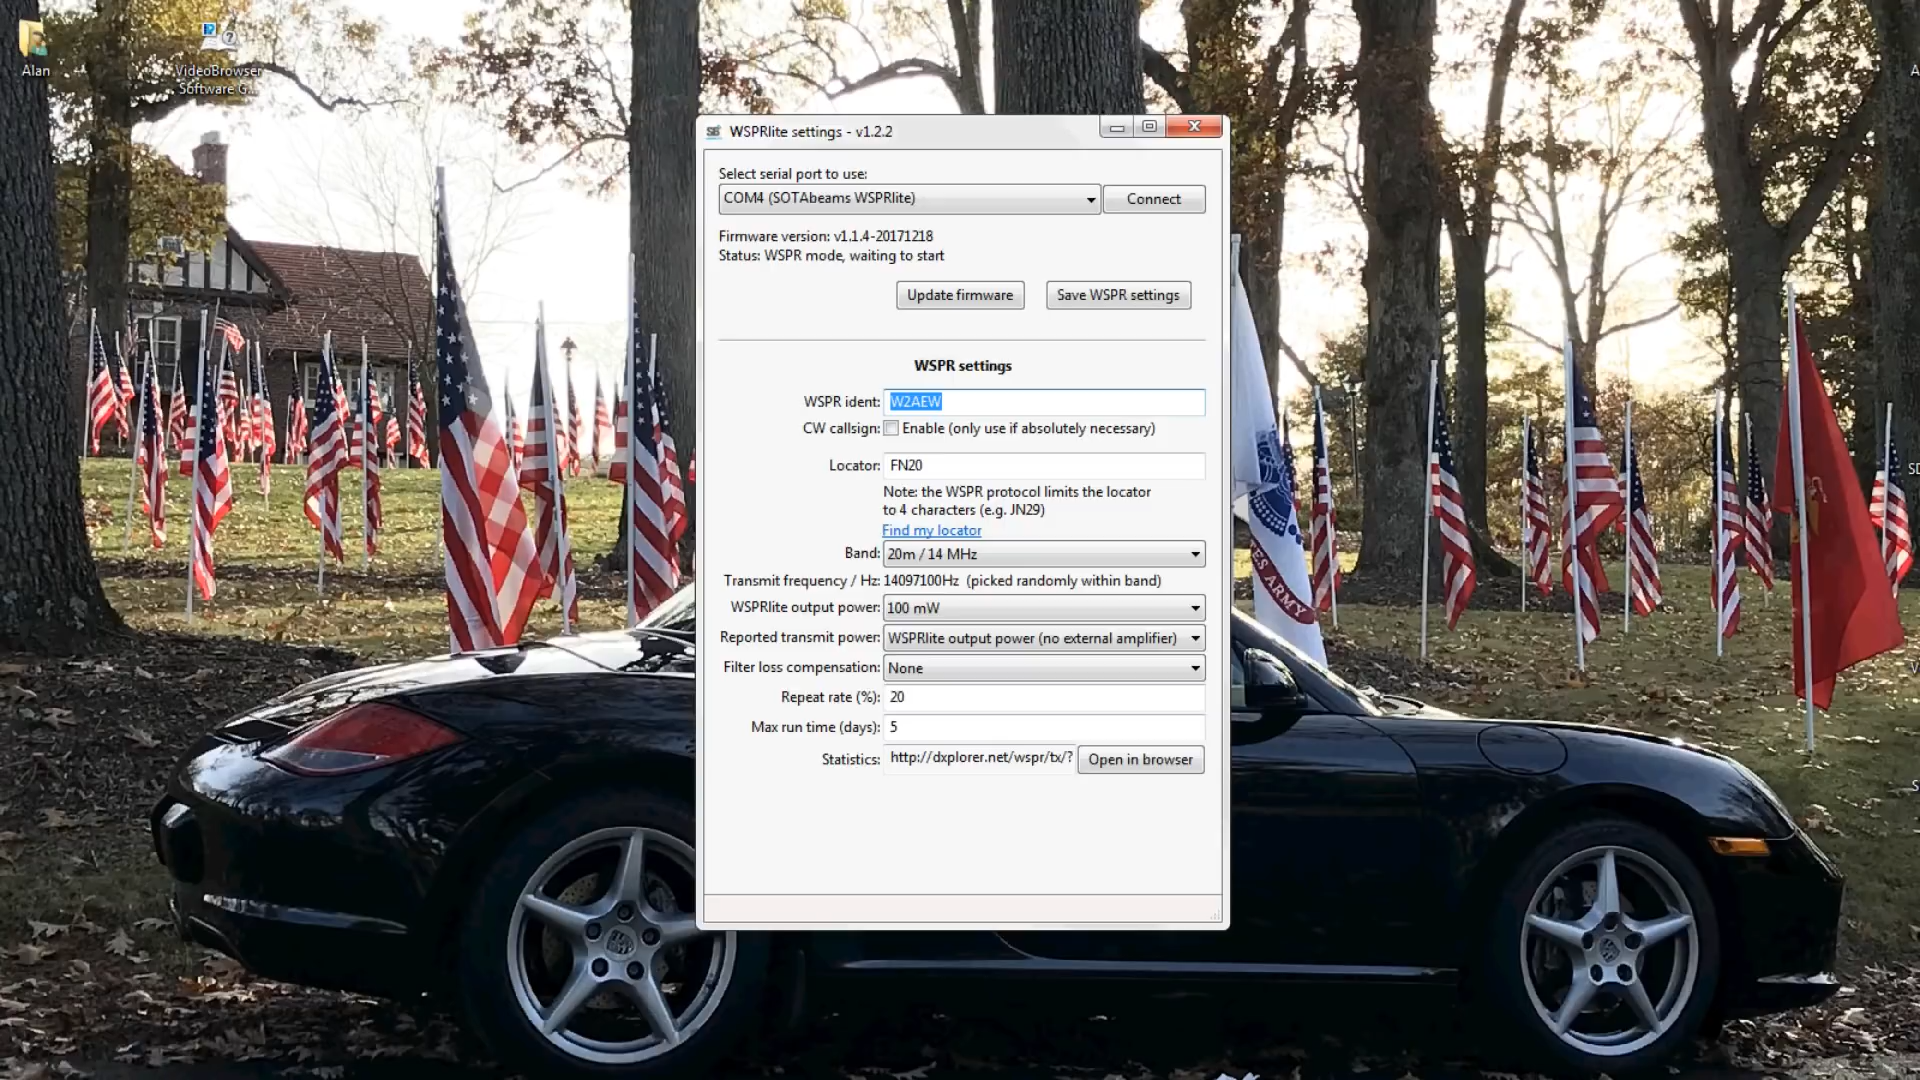 Alan
VideoBrowser
Software G...
WSPRlite settings - v1.2.2
Select serial port to use:
COM4 (SOTAbeams WSPRlite)
Connect
Firmware version: v1.1.4-20171218
Status: WSPR mode, waiting to start
Update firmware
Save WSPR settings
WSPR settings
WSPR ident: W2AEW
CW callsign: Enable (only use if absolutely necessary)
Locator: FN20
Note: the WSPR protocol limits the locator
to 4 characters (e.g. JN29)
Find my locator
Band: 20m / 14 MHz
Transmit frequency / Hz: 14097100Hz (picked randomly within band)
WSPRlite output power: 100 mW
Reported transmit power: WSPRlite output power (no external amplifier)
Filter loss compensation: None
Repeat rate (%): 20
Max run time (days): 5
Statistics: http://dxplorer.net/wspr/tx/?
Open in browser
ES ARMY